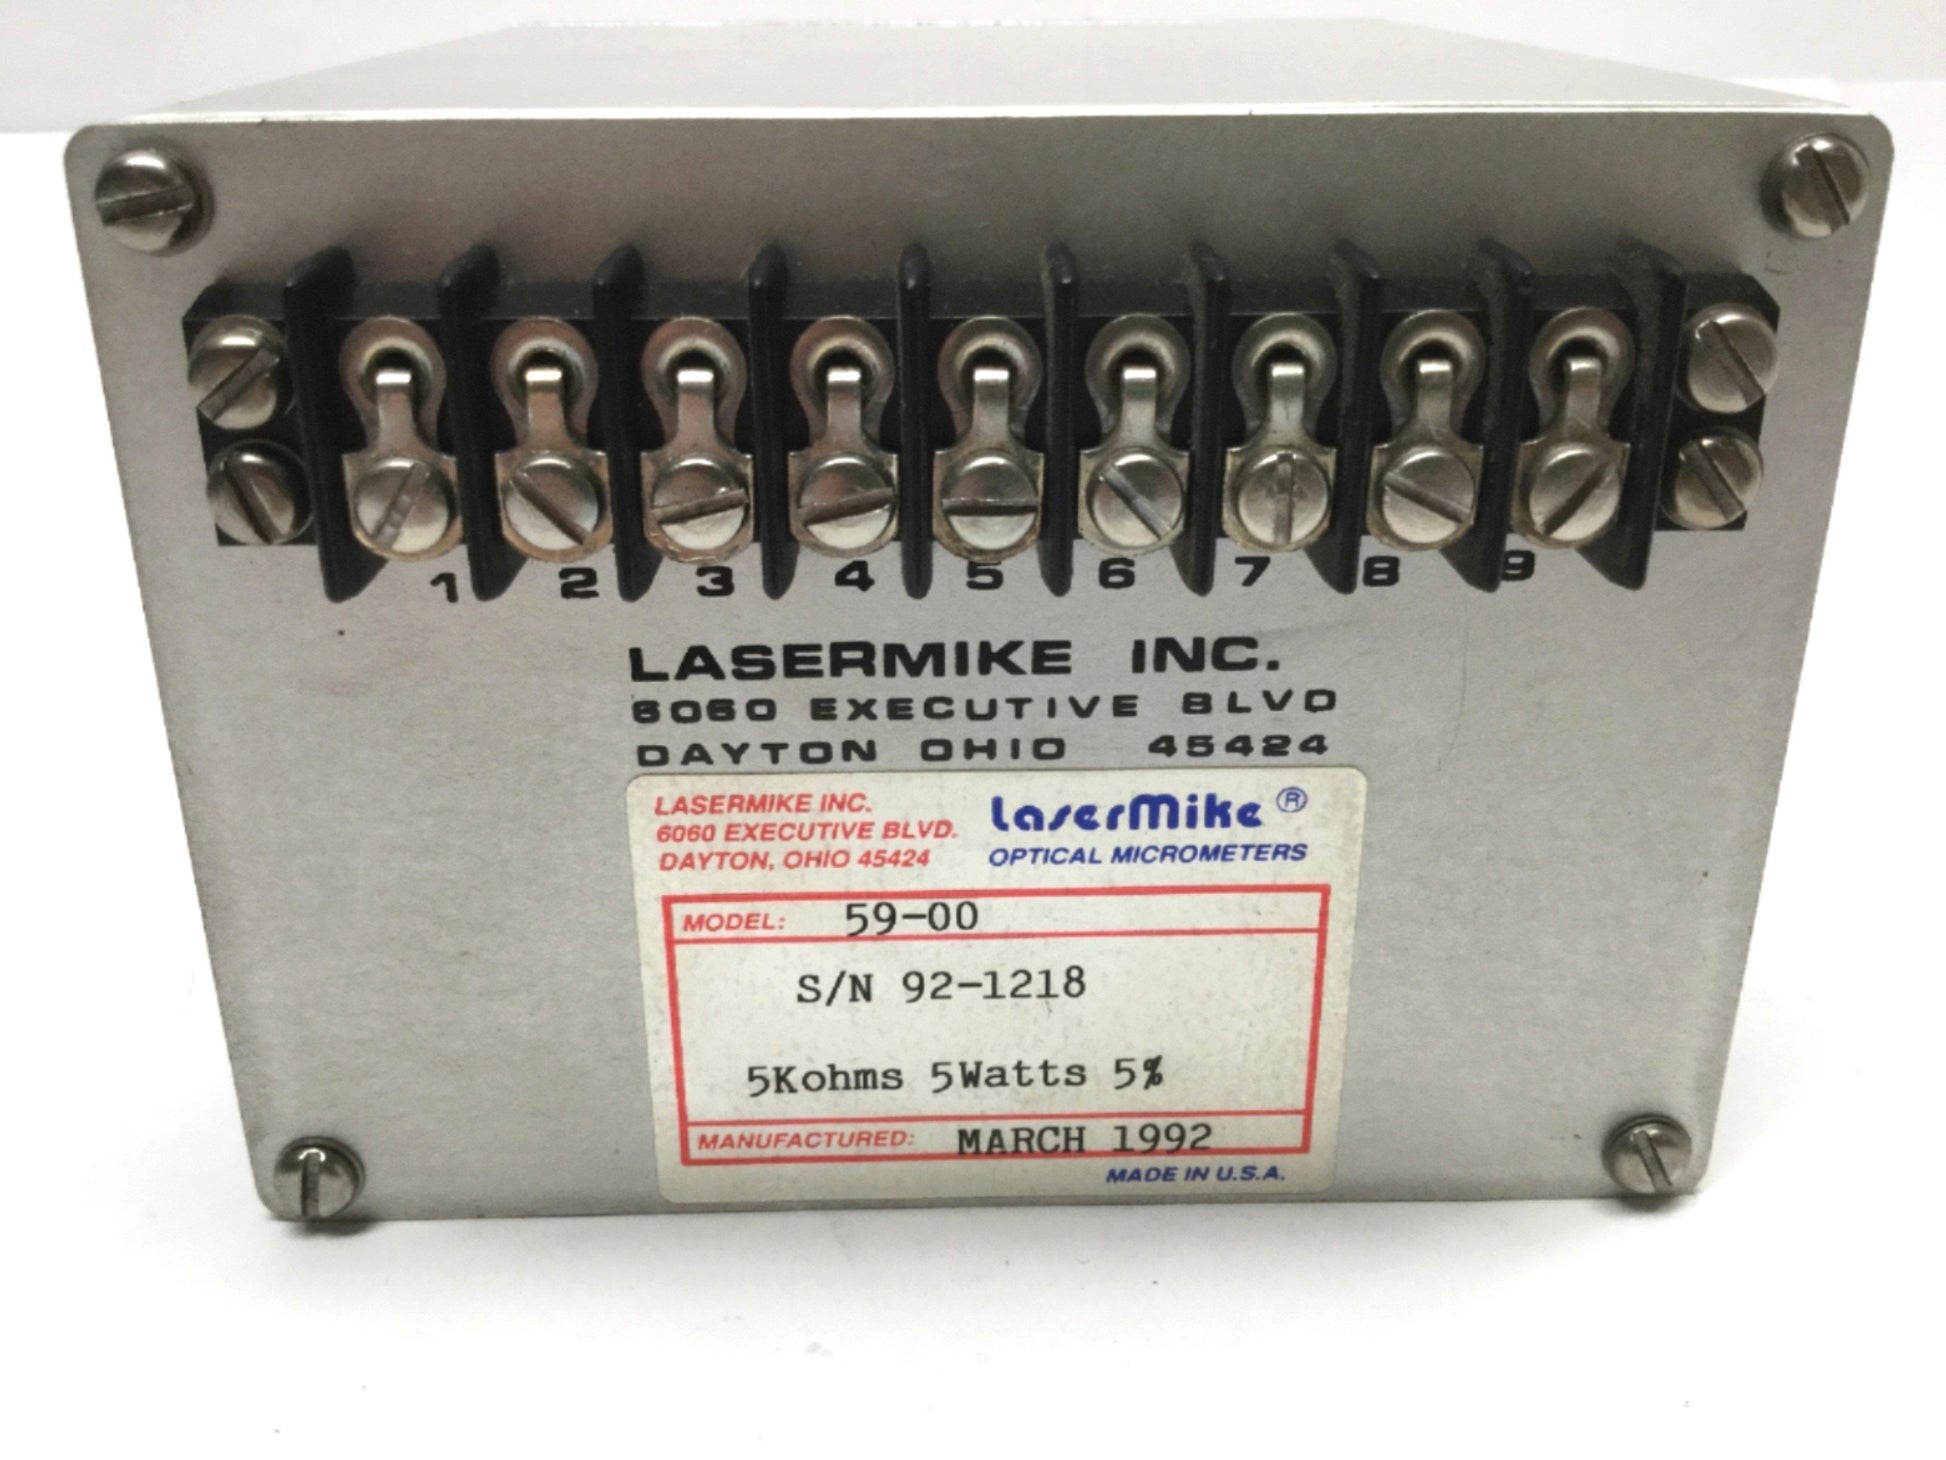 1 2 3 4 5 6 7 8 9
LASERMIKE INC.
6060 EXECUTIVE BLVD
DAYTON OHIO 45424
LASERMIKE INC.
6060 EXECUTIVE BLVD.
DAYTON, OHIO 45424
LaserMike ®
OPTICAL MICROMETERS
MODEL: 59-00
S/N 92-1218
5Kohms 5Watts 5%
MANUFACTURED: MARCH 1992
MADE IN U.S.A.